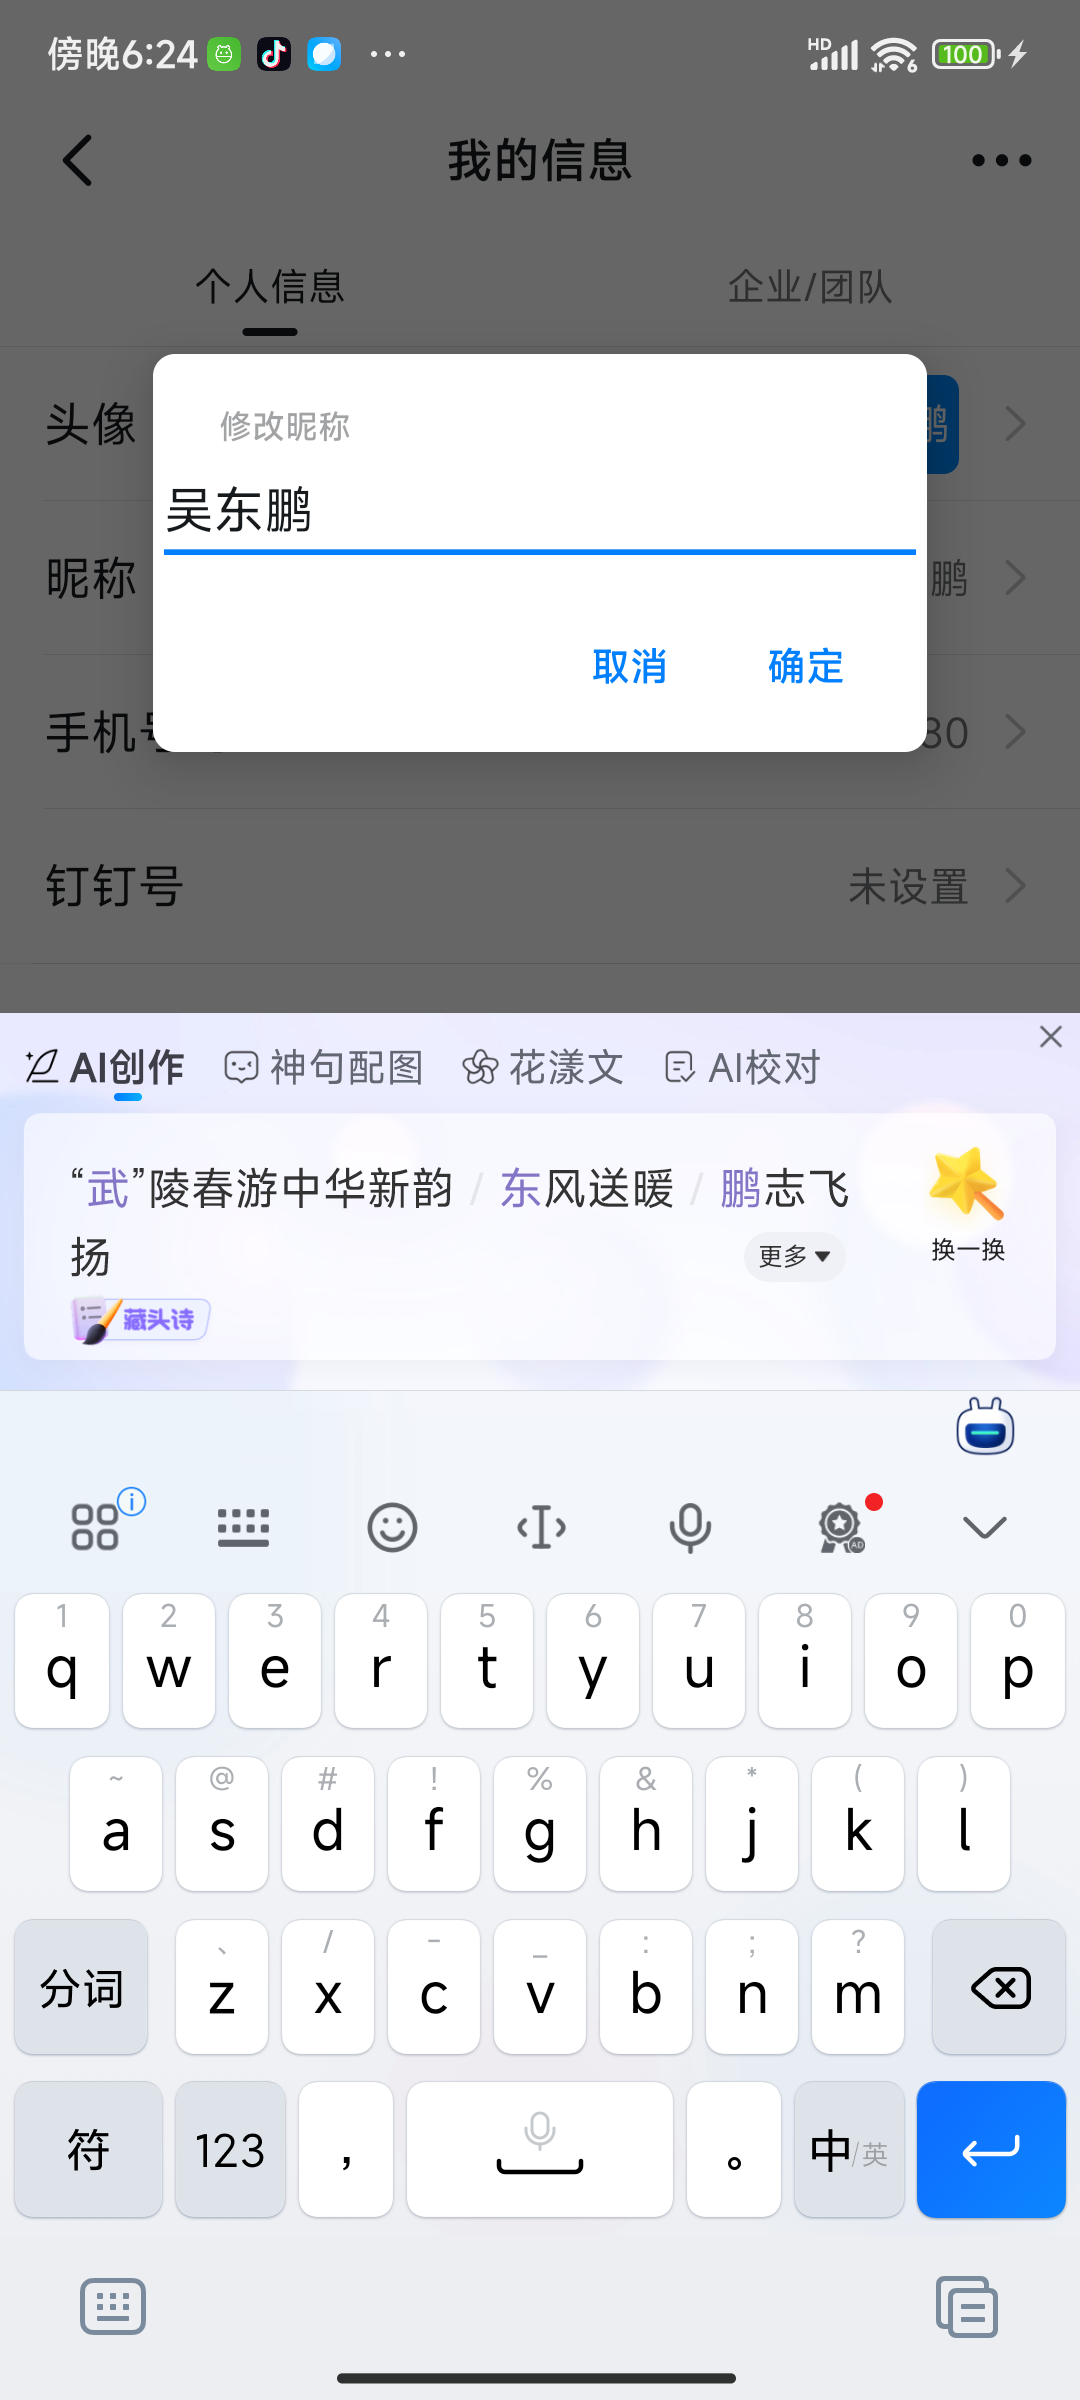 傍晚6:24
HD
6
100
我的信息
个人信息
企业/团队
头像
鹏
修改昵称
吴东鹏
昵称
鹏
取消
确定
手机号
80
钉钉号
未设置
AI创作
神句配图
花漾文
AI校对
“武”陵春游中华新韵 / 东风送暖 / 鹏志飞
扬
更多
换一换
藏头诗
AD
1 2 3 4 5 6 7 8 9 0
q w e r t y u i o p
~ @ # ! % & * ( )
a s d f g h j k l
、 / - _ : ; ?
分词 z x c v b n m
符 123 ， 。 中/英